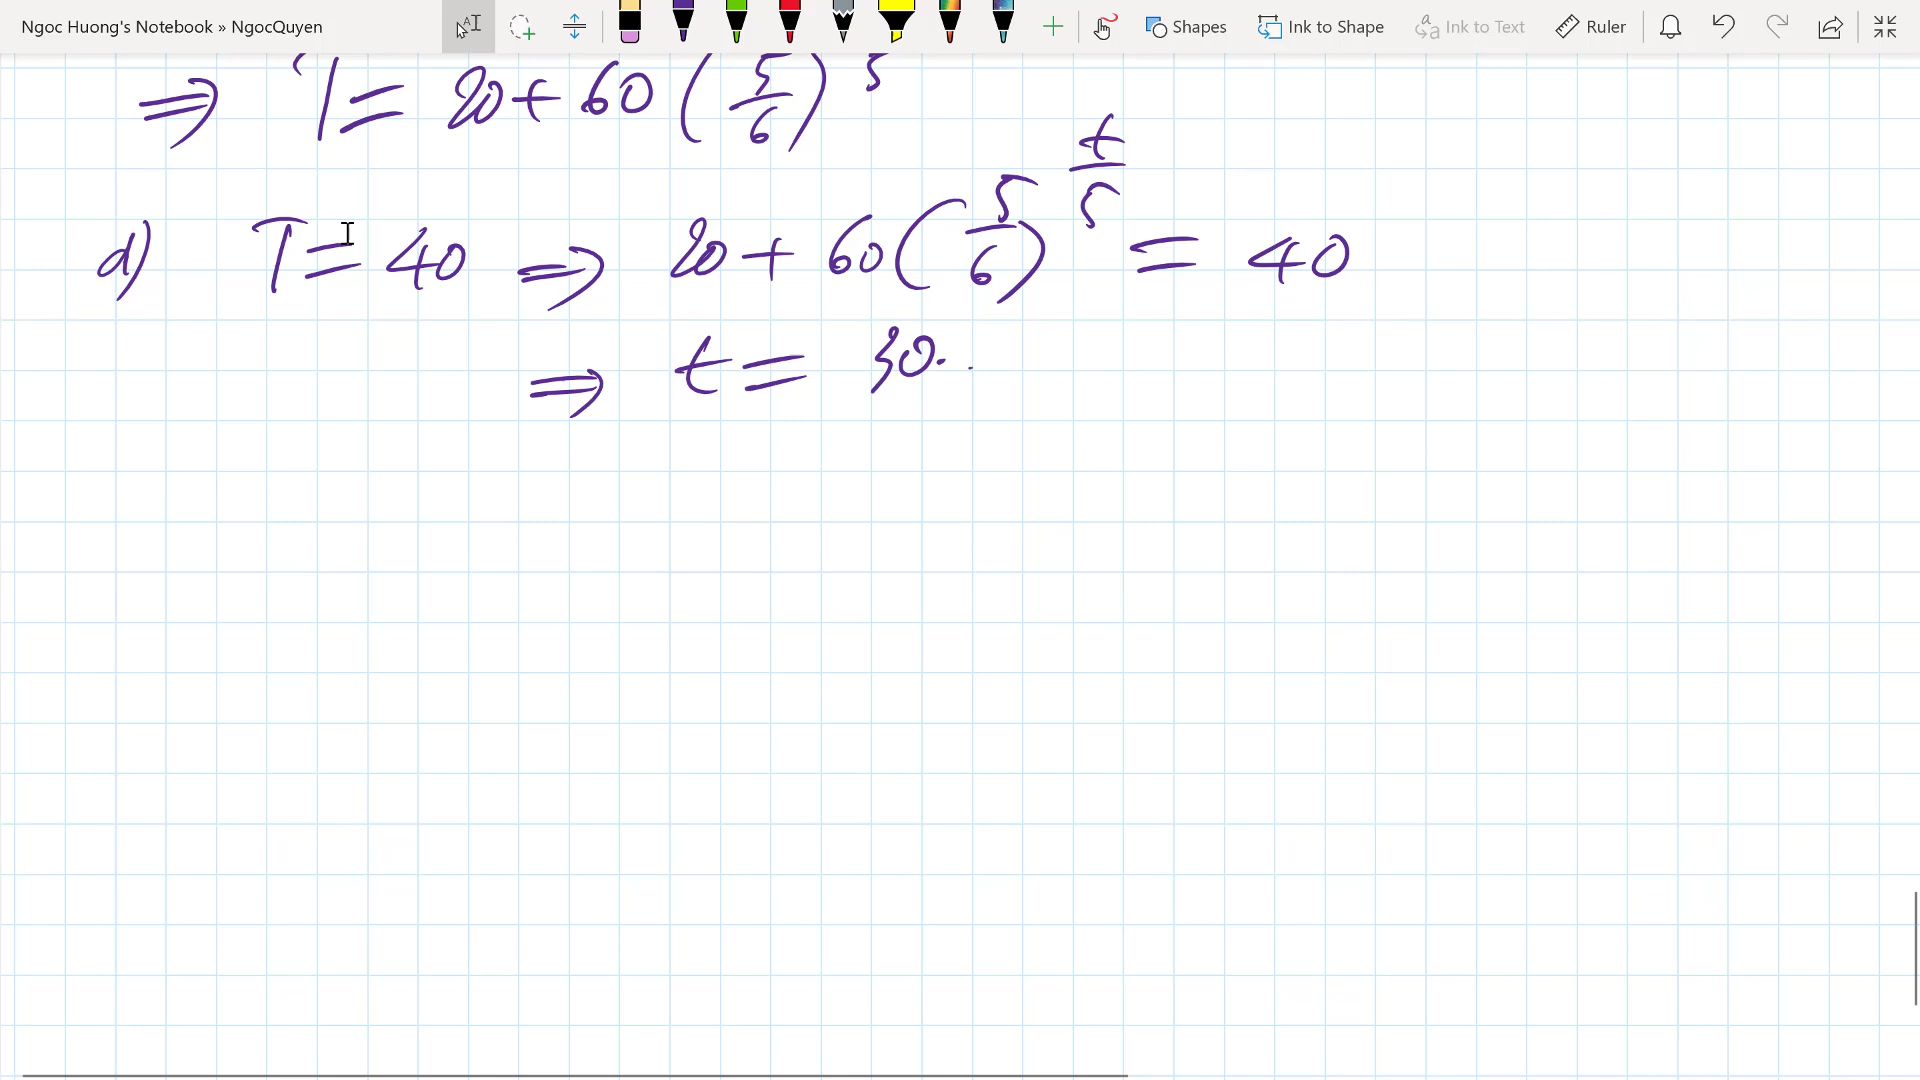 Ngoc Huong's Notebook » NgocQuyen
Shapes
Ink to Shape
Ink to Text
Ruler
⇒ T = 20 + 60 (5/6)^5
d) T = 40 ⇒ 20 + 60 (5/6)^(t/5) = 40
⇒ t = 30..